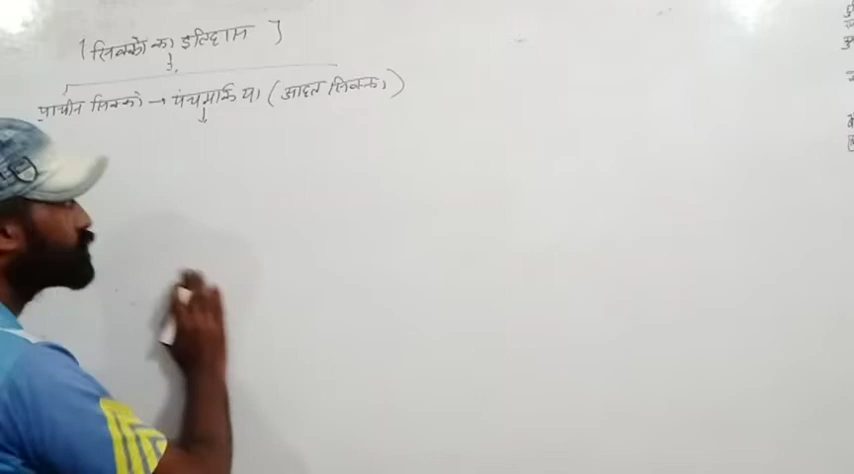 [सिक्कों का इतिहास]
प्राचीन सिक्को → पंचमार्क या (आहत सिक्का)